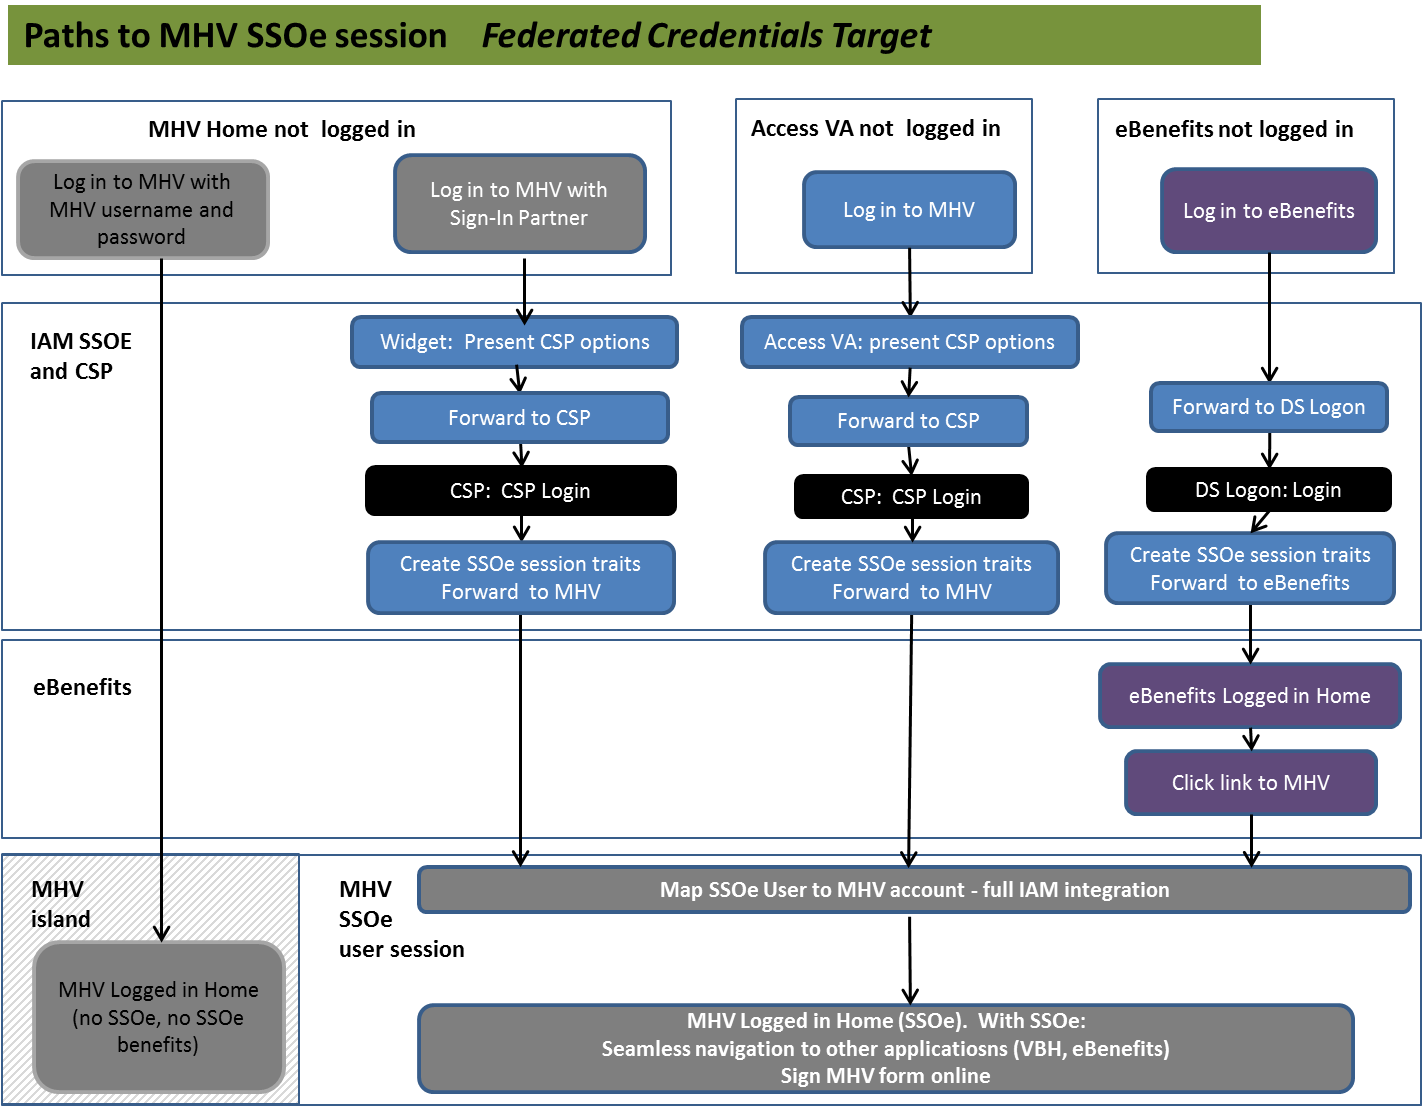 Paths to MHV SSOe session Federated Credentials Target
MHV Home not logged in
Access VA not logged in
eBenefits not logged in
Log in to MHV with
MHV username and
password
Log in to MHV with
Sign-In Partner
Log in to MHV
Log in to eBenefits
IAM SSOE
and CSP
Widget: Present CSP options
Access VA: present CSP options
Forward to CSP
Forward to CSP
Forward to DS Logon
CSP: CSP Login
CSP: CSP Login
DS Logon: Login
Create SSOe session traits
Forward to MHV
Create SSOe session traits
Forward to MHV
Create SSOe session traits
Forward to eBenefits
eBenefits
eBenefits Logged in Home
Click link to MHV
MHV
island
MHV Logged in Home
(no SSOe, no SSOe
benefits)
MHV
SSOe
user session
Map SSOe User to MHV account - full IAM integration
MHV Logged in Home (SSOe). With SSOe:
Seamless navigation to other applicatiosns (VBH, eBenefits)
Sign MHV form online